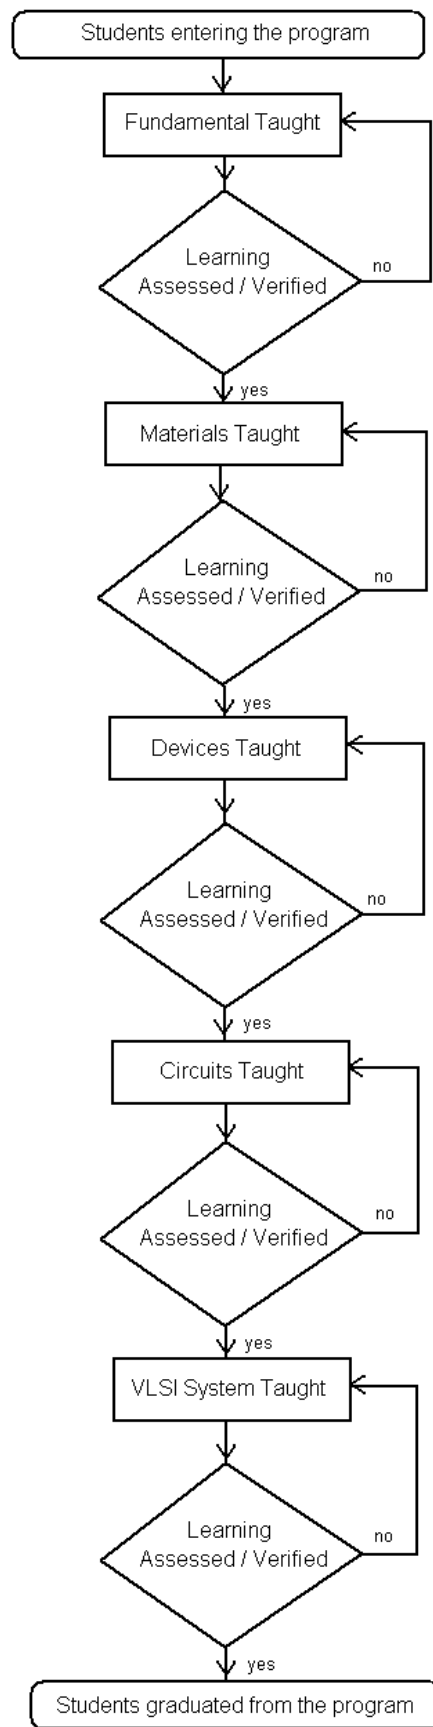 Students entering the program
Fundamental Taught
Learning
Assessed / Verified
no
yes
Materials Taught
Learning
Assessed / Verified
no
yes
Devices Taught
Learning
Assessed / Verified
no
yes
Circuits Taught
Learning
Assessed / Verified
no
yes
VLSI System Taught
Learning
Assessed / Verified
no
yes
Students graduated from the program